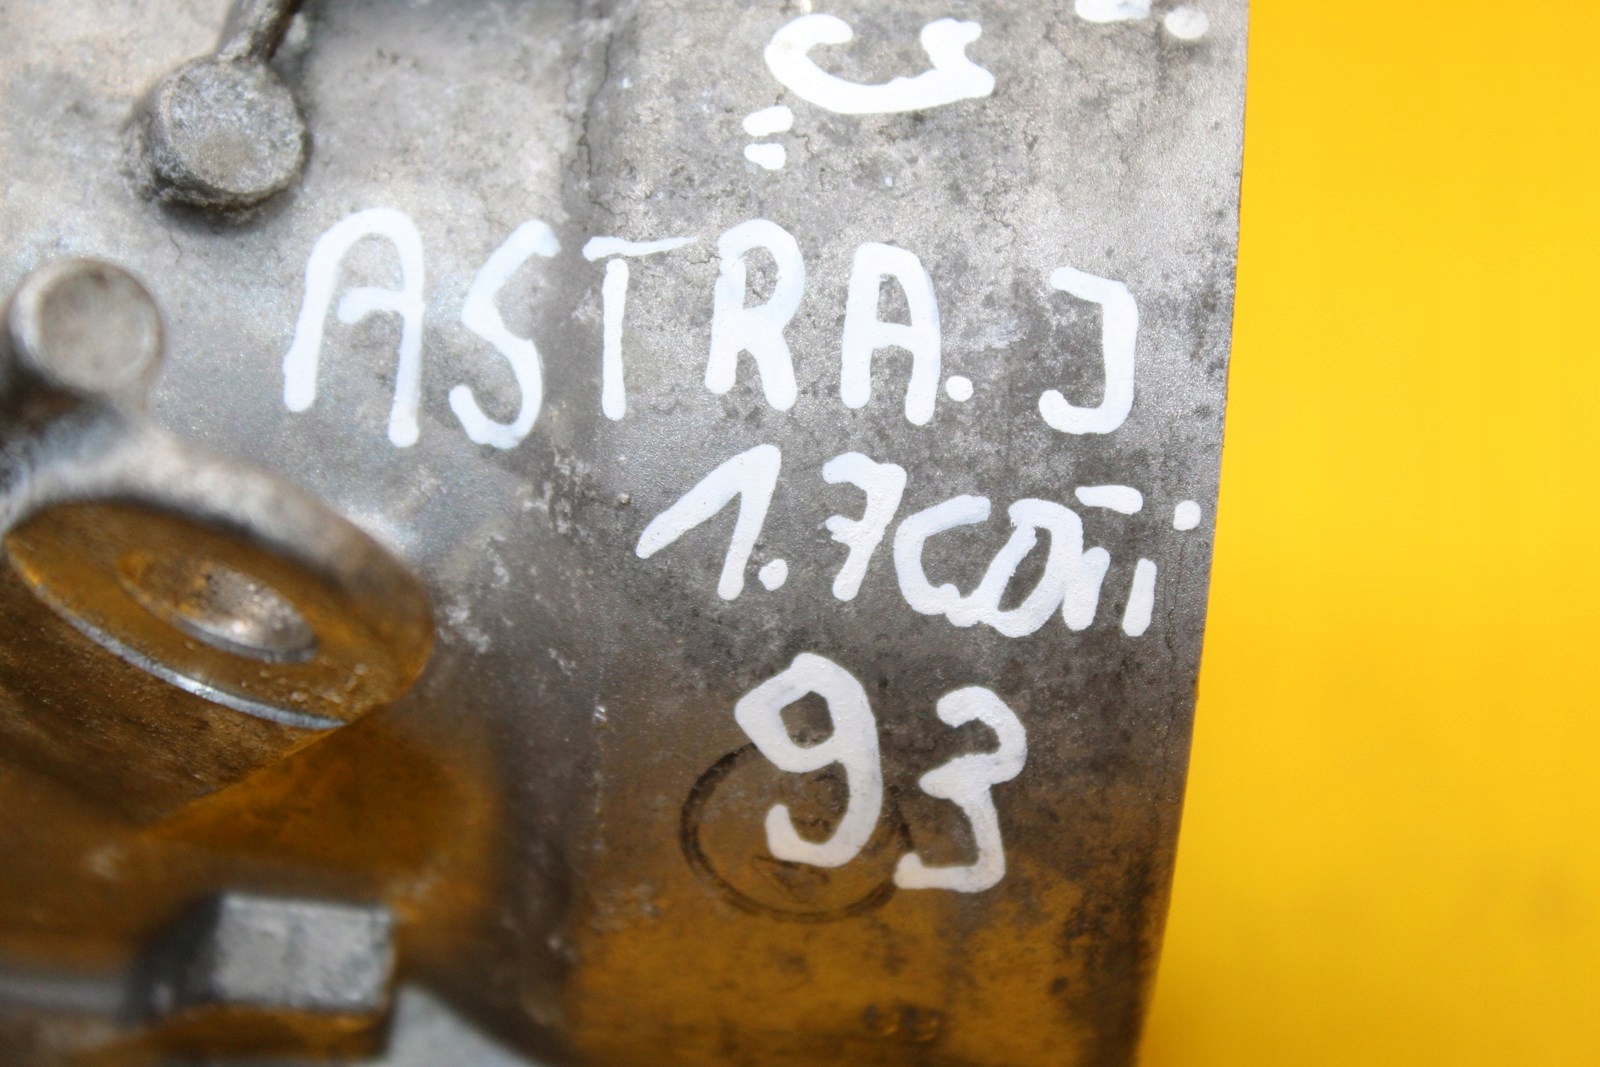 ASTRA.J
1.7CDTi
93